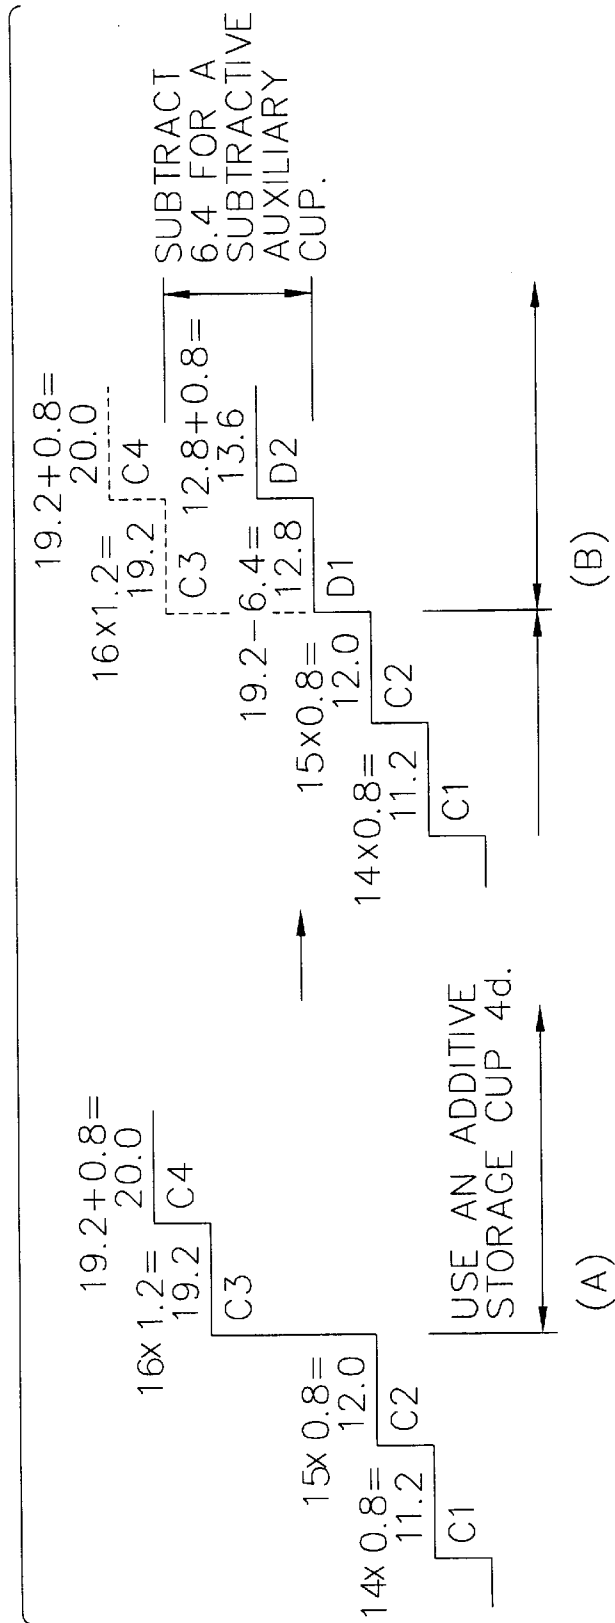 14x 0.8=
11.2
C1
15x 0.8=
12.0
C2
16x 1.2=
19.2
C3
19.2+0.8=
20.0
C4
USE AN ADDITIVE
STORAGE CUP 4d.
(A)
14x0.8=
11.2
C1
15x0.8=
12.0
C2
16x1.2=
19.2
C3
19.2+0.8=
20.0
C4
19.2-6.4=
12.8
D1
12.8+0.8=
13.6
D2
SUBTRACT
6.4 FOR A
SUBTRACTIVE
AUXILIARY
CUP.
(B)